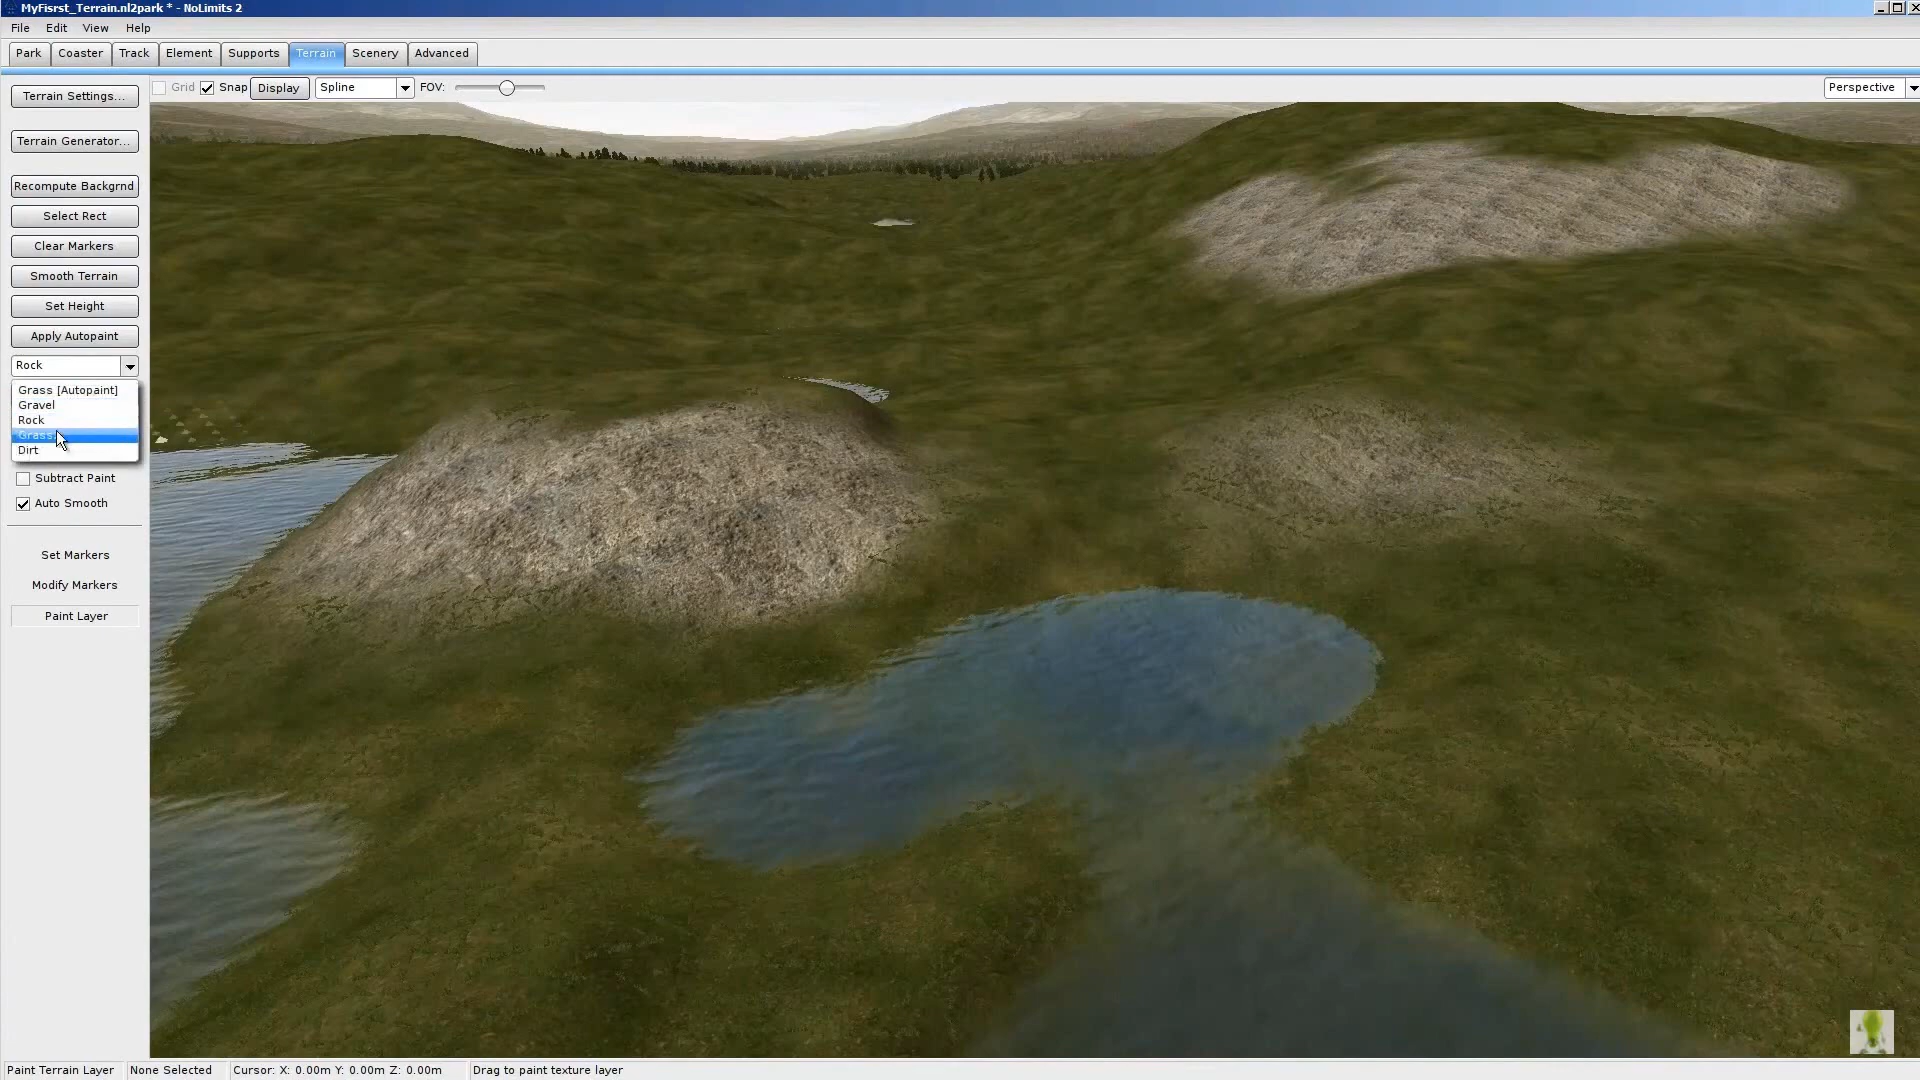 MyFisrst_Terrain.nl2park * - NoLimits 2
File Edit View Help
Park Coaster Track Element Supports Terrain Scenery Advanced
Grid Snap Display Spline FOV: Perspective
Terrain Settings...
Terrain Generator...
Recompute Backgrnd
Select Rect
Clear Markers
Smooth Terrain
Set Height
Apply Autopaint
Rock
Grass [Autopaint]
Gravel
Rock
Grass
Dirt
Subtract Paint
Auto Smooth
Set Markers
Modify Markers
Paint Layer
Paint Terrain Layer None Selected Cursor: X: 0.00m Y: 0.00m Z: 0.00m Drag to paint texture layer